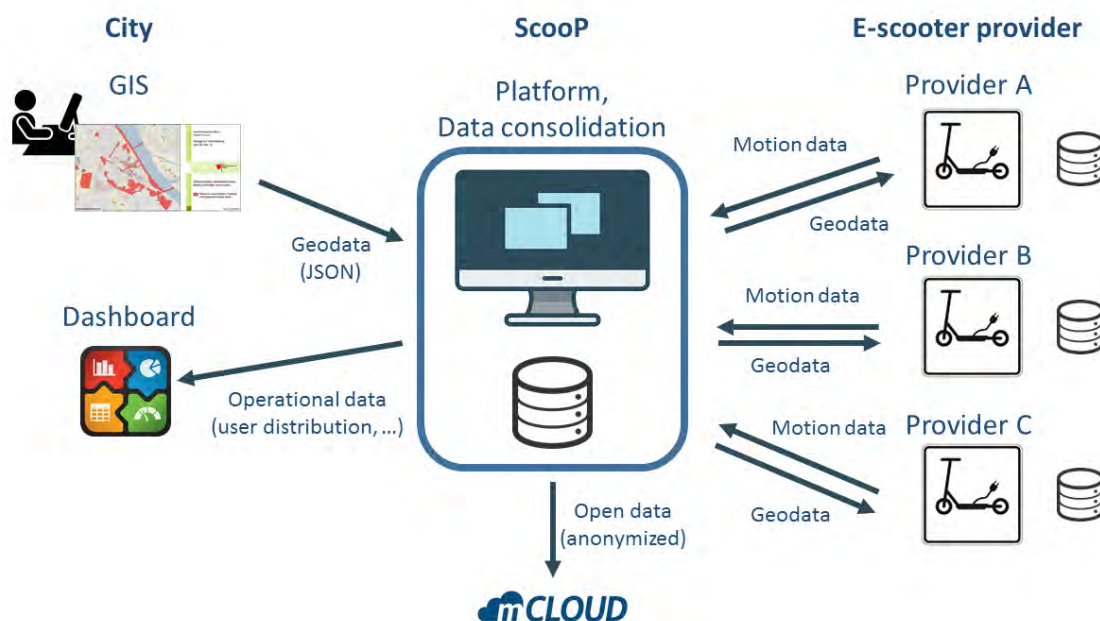 City
ScooP
E-scooter provider
GIS
Platform,
Data consolidation
Provider A
Motion data
Geodata
Geodata
(JSON)
Provider B
Motion data
Geodata
Dashboard
Operational data
(user distribution, ...)
Provider C
Motion data
Geodata
Open data
(anonymized)
mCLOUD